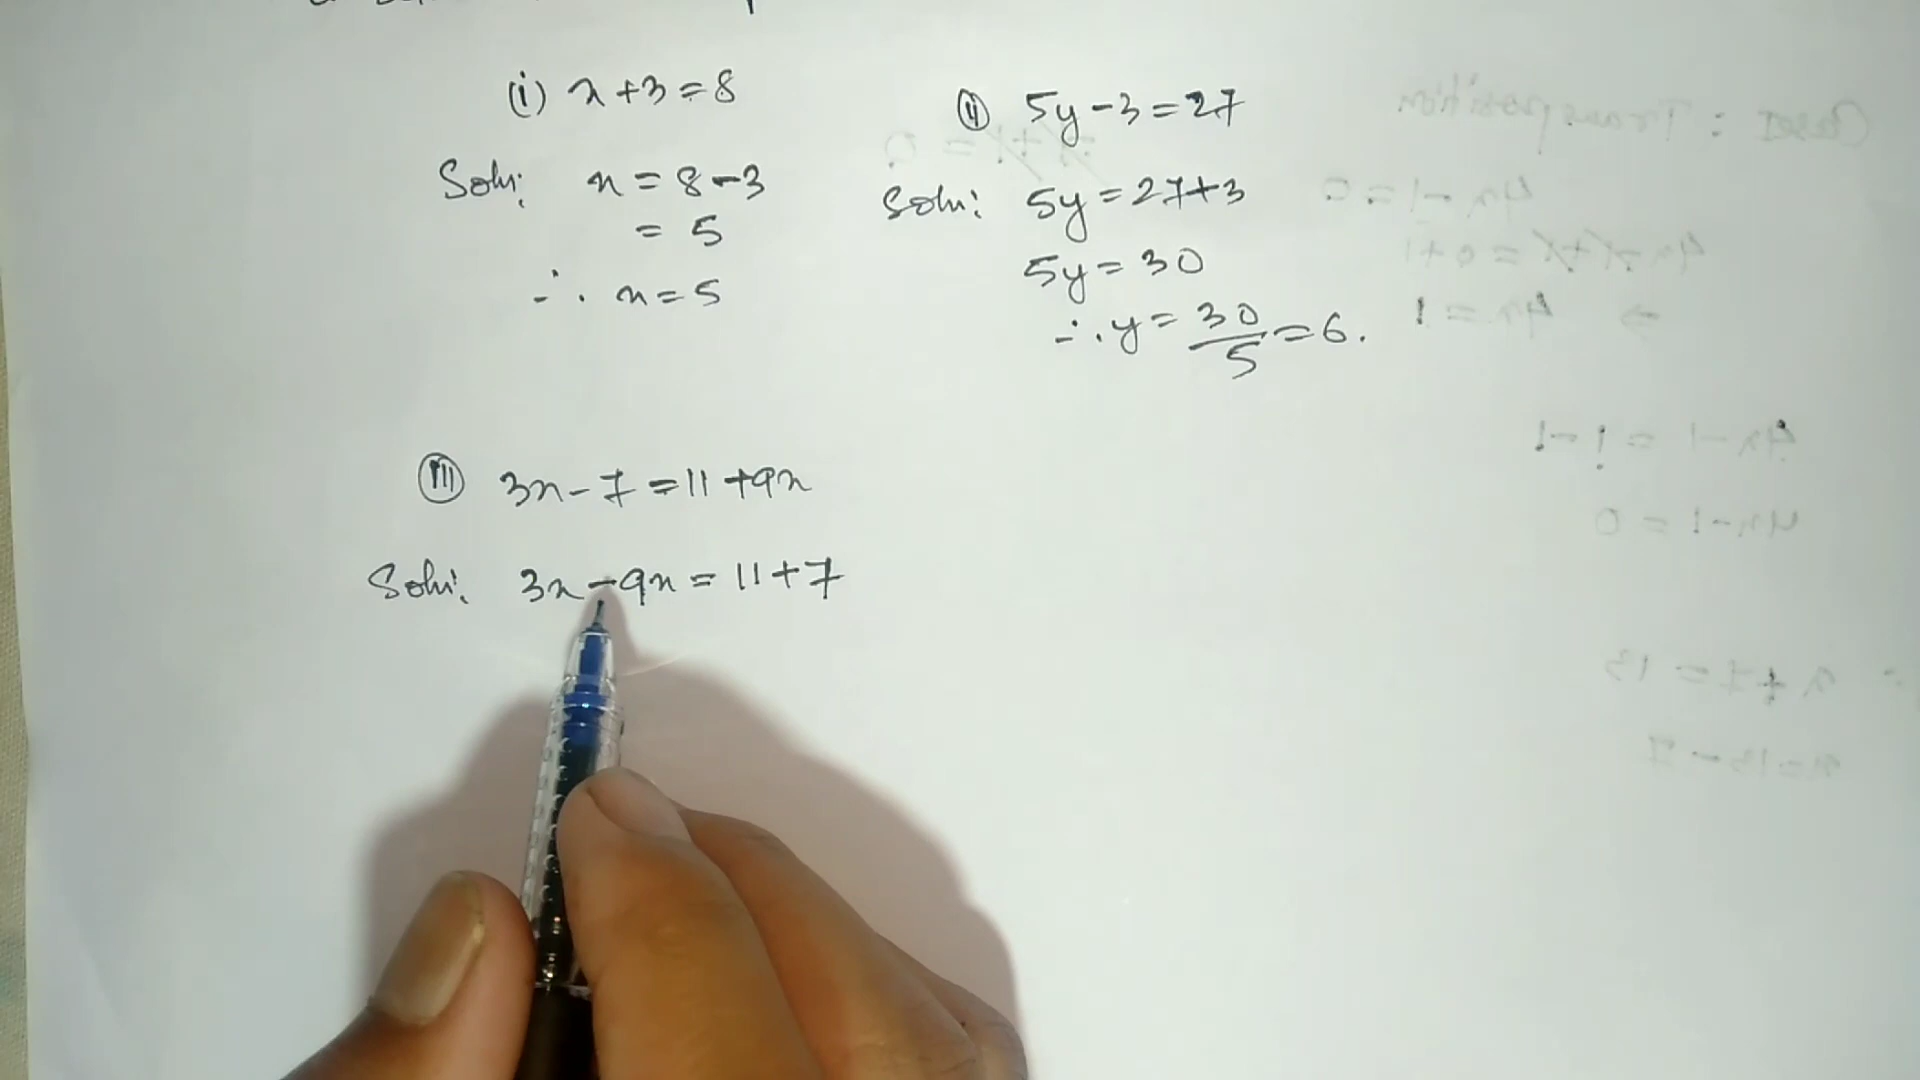 (i) x+3=8
Soln: x = 8-3
= 5
∴ x=5
(ii) 5y-3=27
Soln: 5y=27+3
5y=30
∴ y= 30/5 =6.
(iii) 3x-7=11+9x
Soln: 3x-9x=11+7